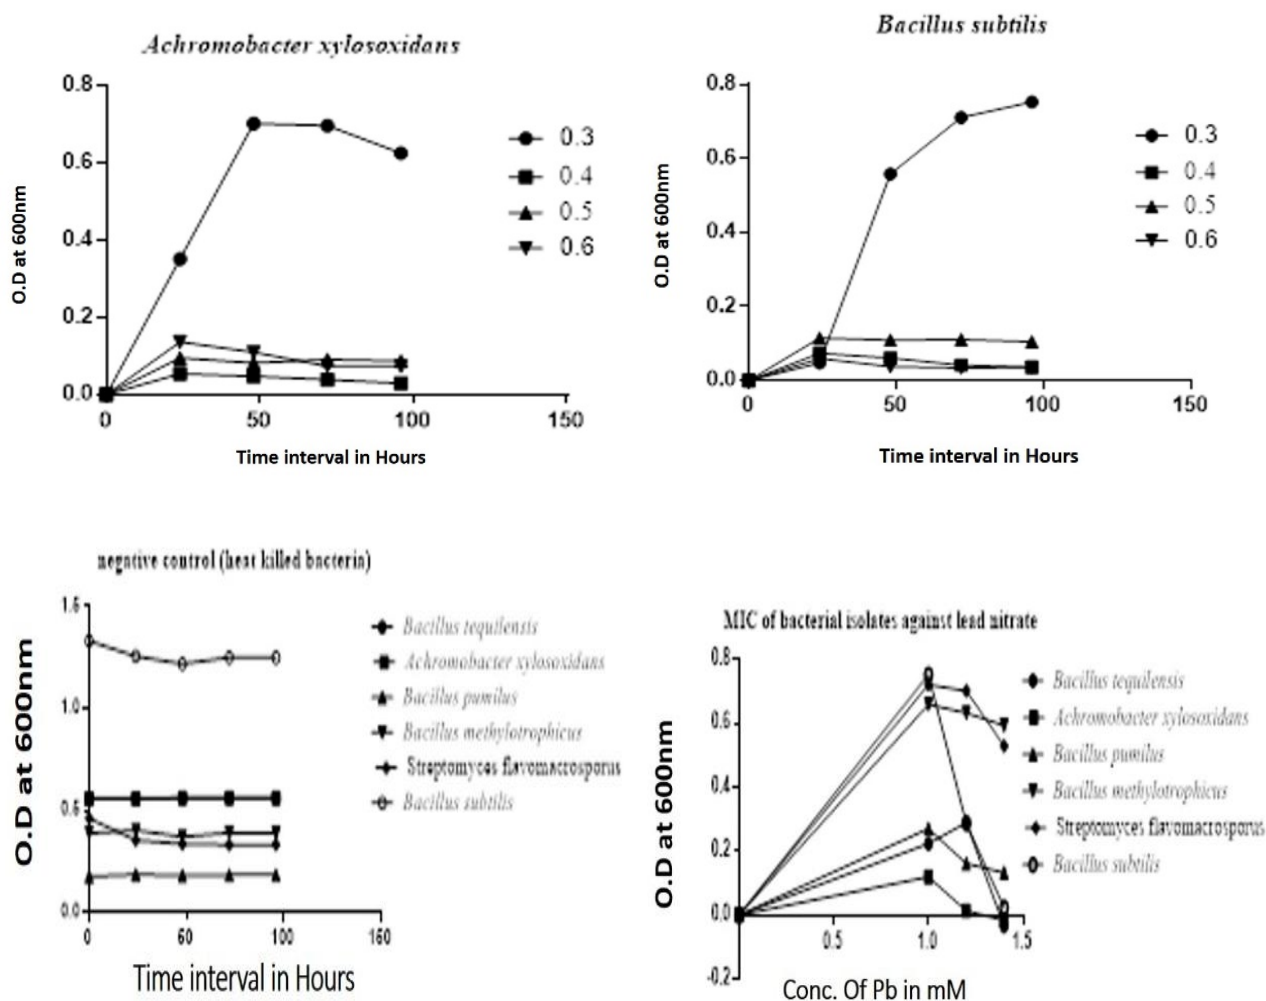 Achromobacter xylosoxidans
0.8
0.6
0.4
0.2
0.0
0
50
100
150
O.D at 600nm
Time interval in Hours
0.3
0.4
0.5
0.6
Bacillus subtilis
0.8
0.6
0.4
0.2
0.0
0
50
100
150
O.D at 600nm
Time interval in Hours
0.3
0.4
0.5
0.6
negative control (heat killed bacteria)
1.5
1.0
0.5
0.0
0
50
100
150
O.D at 600nm
Time interval in Hours
Bacillus tequilensis
Achromobacter xylosoxidans
Bacillus pumilus
Bacillus methylotrophicus
Streptomyces flavomacrosporus
Bacillus subtilis
MIC of bacterial isolates against lead nitrate
0.8
0.6
0.4
0.2
0.0
-0.2
0.5
1.0
1.5
O.D at 600nm
Conc. Of Pb in mM
Bacillus tequilensis
Achromobacter xylosoxidans
Bacillus pumilus
Bacillus methylotrophicus
Streptomyces flavomacrosporus
Bacillus subtilis